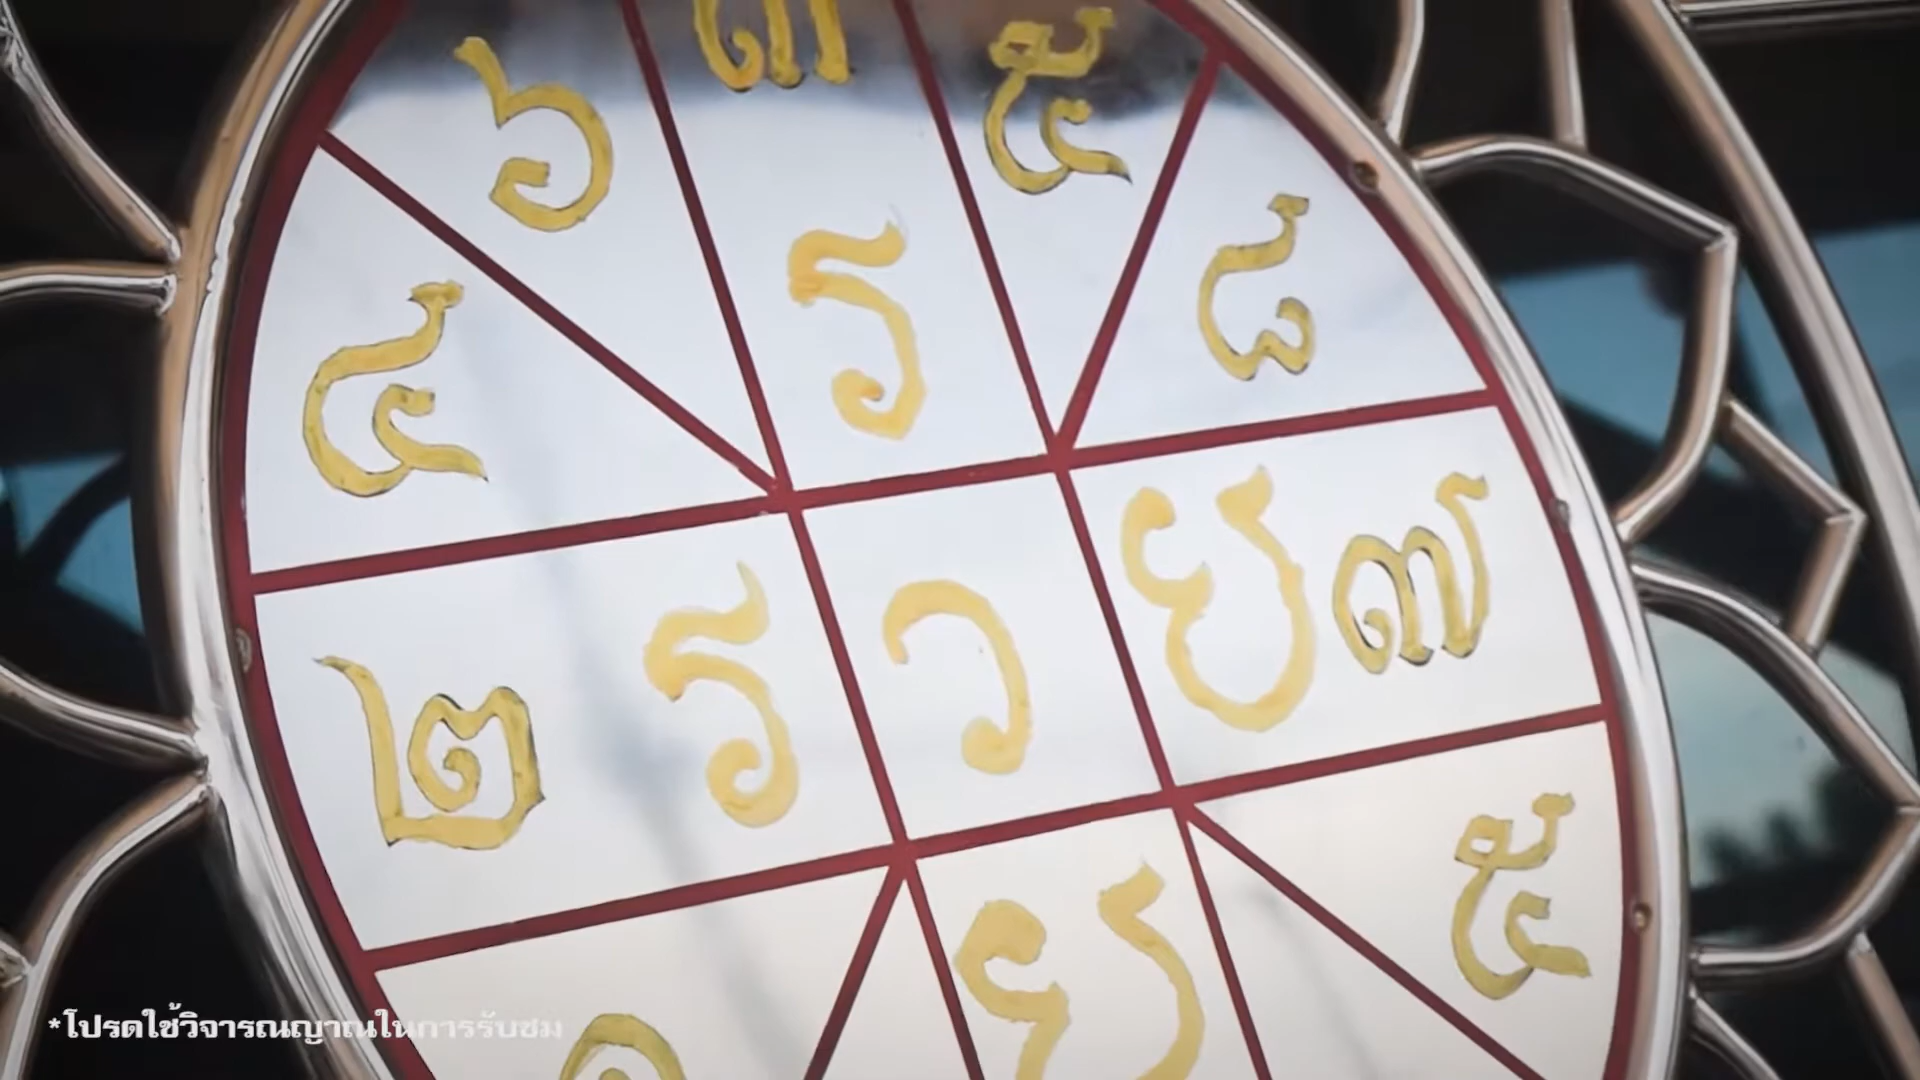 ๖ ๓ ๕
๔ ร ๘
๒ ร ว ย ๗
ย ๕
*โปรดใช้วิจารณญาณในการรับชม